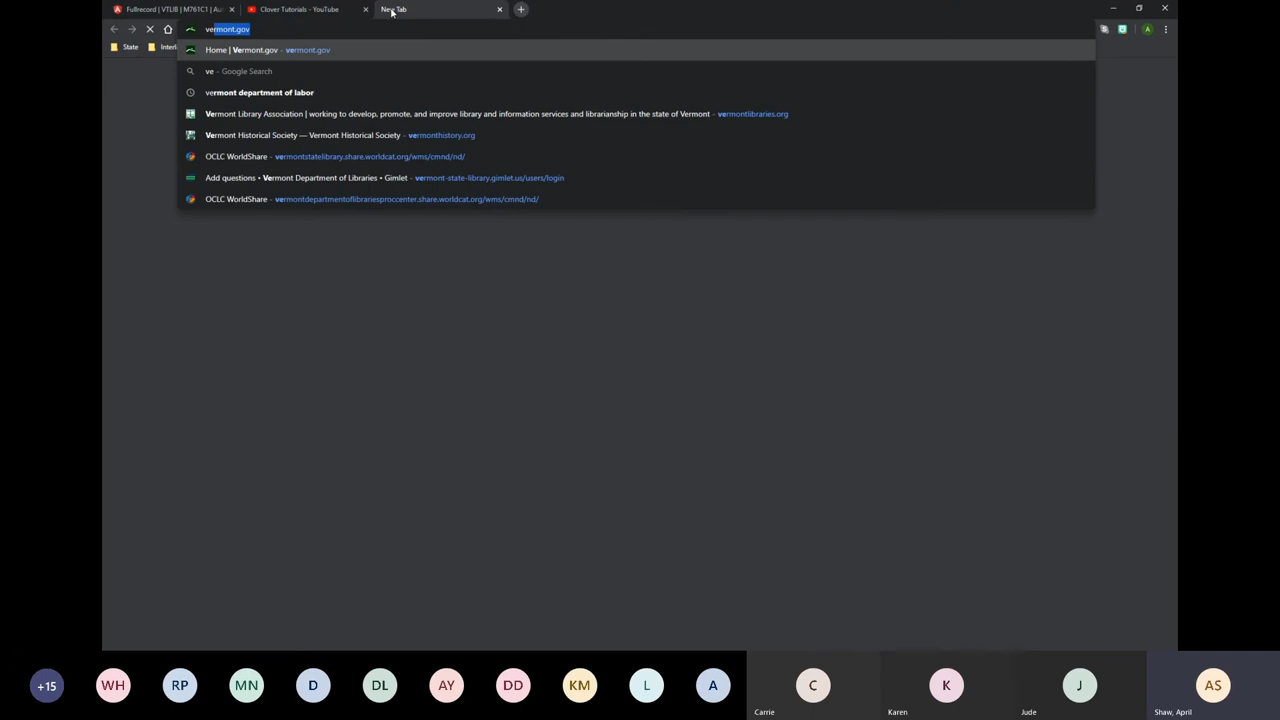 Fullrecord | VTLIB | M761C1 | Au
Clover Tutorials - YouTube
New Tab
vermont.gov
State
Interl
Home | Vermont.gov - vermont.gov
ve - Google Search
vermont department of labor
Vermont Library Association | working to develop, promote, and improve library and information services and librarianship in the state of Vermont - vermontlibraries.org
Vermont Historical Society — Vermont Historical Society - vermonthistory.org
OCLC WorldShare - vermontstatelibrary.share.worldcat.org/wms/cmnd/nd/
Add questions • Vermont Department of Libraries • Gimlet - vermont-state-library.gimlet.us/users/login
OCLC WorldShare - vermontdepartmentoflibrariesproccenter.share.worldcat.org/wms/cmnd/nd/
A
+15
WH
RP
MN
D
DL
AY
DD
KM
L
A
C
K
J
AS
Carrie
Karen
Jude
Shaw, April